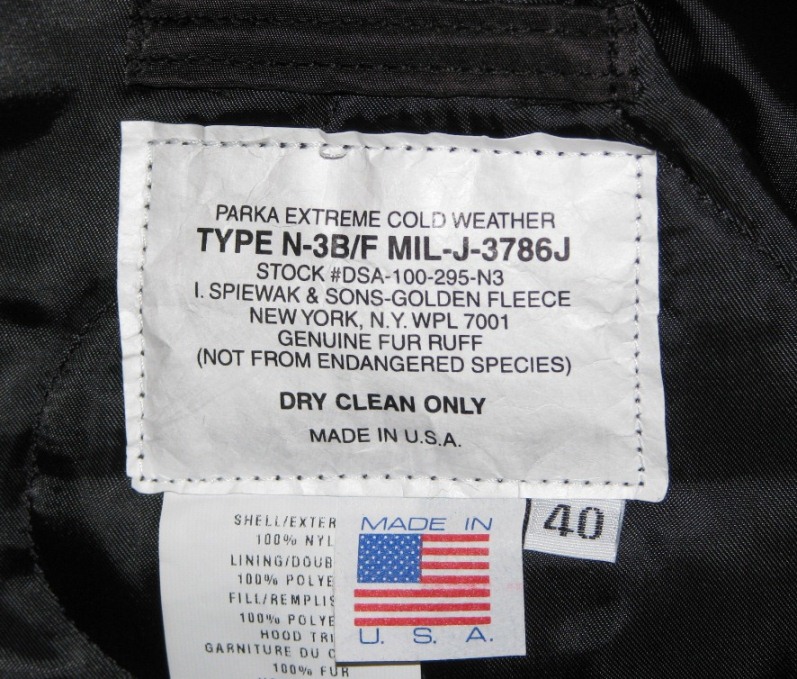 PARKA EXTREME COLD WEATHER
TYPE N-3B/F MIL-J-3786J
STOCK #DSA-100-295-N3
I. SPIEWAK & SONS-GOLDEN FLEECE
NEW YORK, N.Y. WPL 7001
GENUINE FUR RUFF
(NOT FROM ENDANGERED SPECIES)
DRY CLEAN ONLY
MADE IN U.S.A.
40
MADE IN
U. S. A.
SHELL/EXTER
100% NYL
LINING/DOUB
100% POLYE
FILL/REMPLIS
100% POLYE
HOOD TRI
GARNITURE DU C
100% FUR